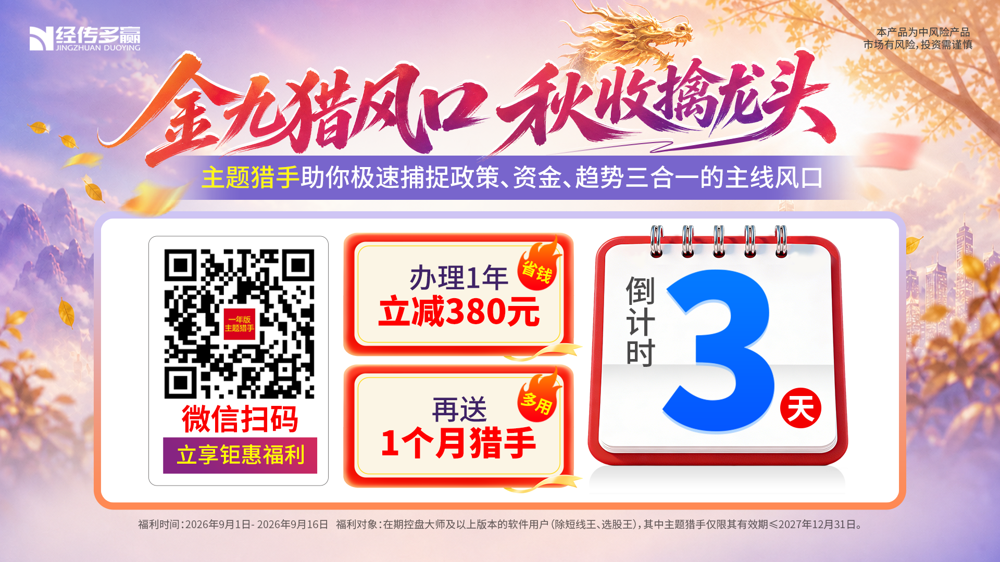 经传多赢
JINGZHUAN DUOYING
本产品为中风险产品
市场有风险,投资需谨慎
金九猎风口 秋收擒龙头
主题猎手助你极速捕捉政策、资金、趋势三合一的主线风口
一年版
主题猎手
微信扫码
立享钜惠福利
办理1年
省钱
立减380元
再送
多用
1个月猎手
倒计时
3
天
福利时间:2026年9月1日- 2026年9月16日 福利对象:在期控盘大师及以上版本的软件用户(除短线王、选股王),其中主题猎手仅限其有效期≤2027年12月31日。